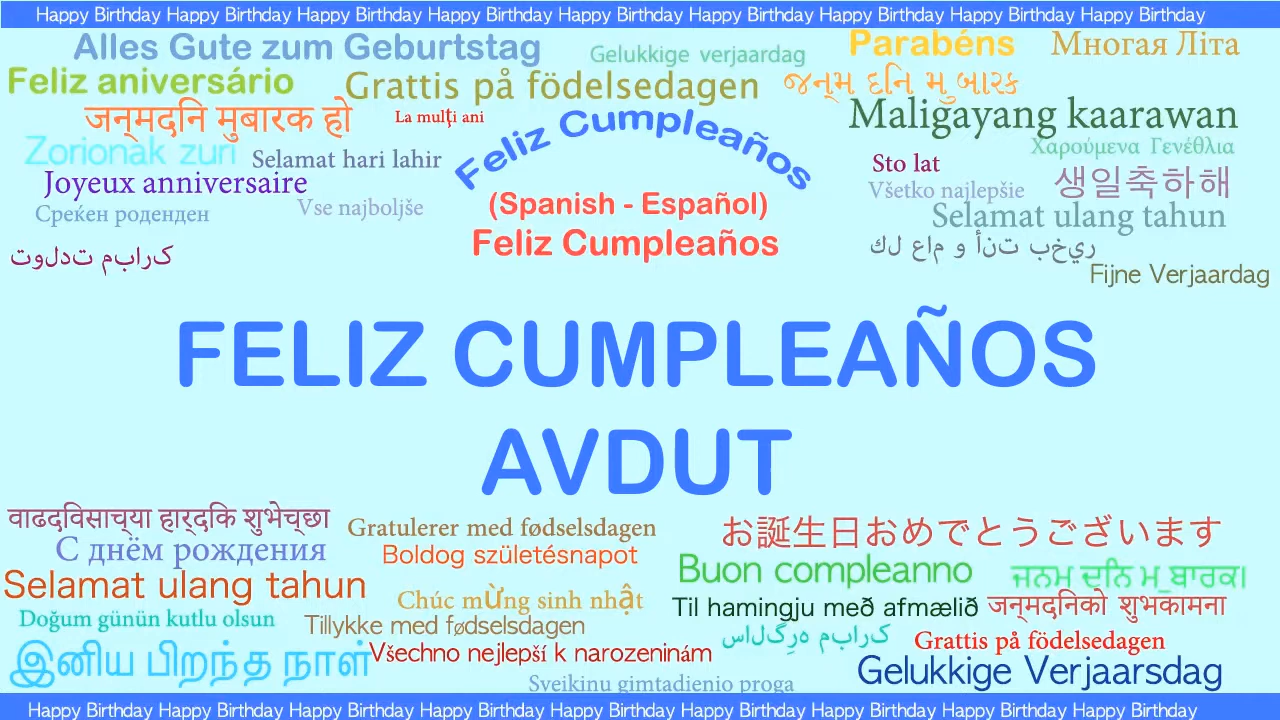 Happy Birthday Happy Birthday Happy Birthday Happy Birthday Happy Birthday Happy Birthday Happy Birthday Happy Birthday Happy Birthday
Alles Gute zum Geburtstag
Gelukkige verjaardag
Parabéns
Многая Літа
Feliz aniversário
Grattis på födelsedagen
જન્મ દિન મુબારક
जन्मदिन मुबारक हो
La mulţi ani
Feliz Cumpleaños
Maligayang kaarawan
Χαρούμενα Γενέθλια
Zorionak zuri
Selamat hari lahir
Sto lat
Joyeux anniversaire
(Spanish - Español)
Všetko najlepšie
생일축하해
Среќен роденден
Vse najboljše
Selamat ulang tahun
Feliz Cumpleaños
تولدت مبارک
كل عام و أنت بخير
Fijne Verjaardag
FELIZ CUMPLEAÑOS
AVDUT
वाढदविसाच्या हार्दकि शुभेच्छा
Gratulerer med fødselsdagen
お誕生日おめでとうございます
С днём рождения
Boldog születésnapot
Selamat ulang tahun
Buon compleanno
ਜਨਮ ਦਿਨ ਮੁਬਾਰਕ।
Chúc mừng sinh nhật
Til hamingju með afmælið
जन्मदनिको शुभकामना
Doğum günün kutlu olsun
Tillykke med fødselsdagen
سالگرہ مبارک
Grattis på födelsedagen
இனிய பிறந்த நாள்
Všechno nejlepší k narozeninám
Gelukkige Verjaarsdag
Sveikinu gimtadienio proga
Happy Birthday Happy Birthday Happy Birthday Happy Birthday Happy Birthday Happy Birthday Happy Birthday Happy Birthday Happy Birthday